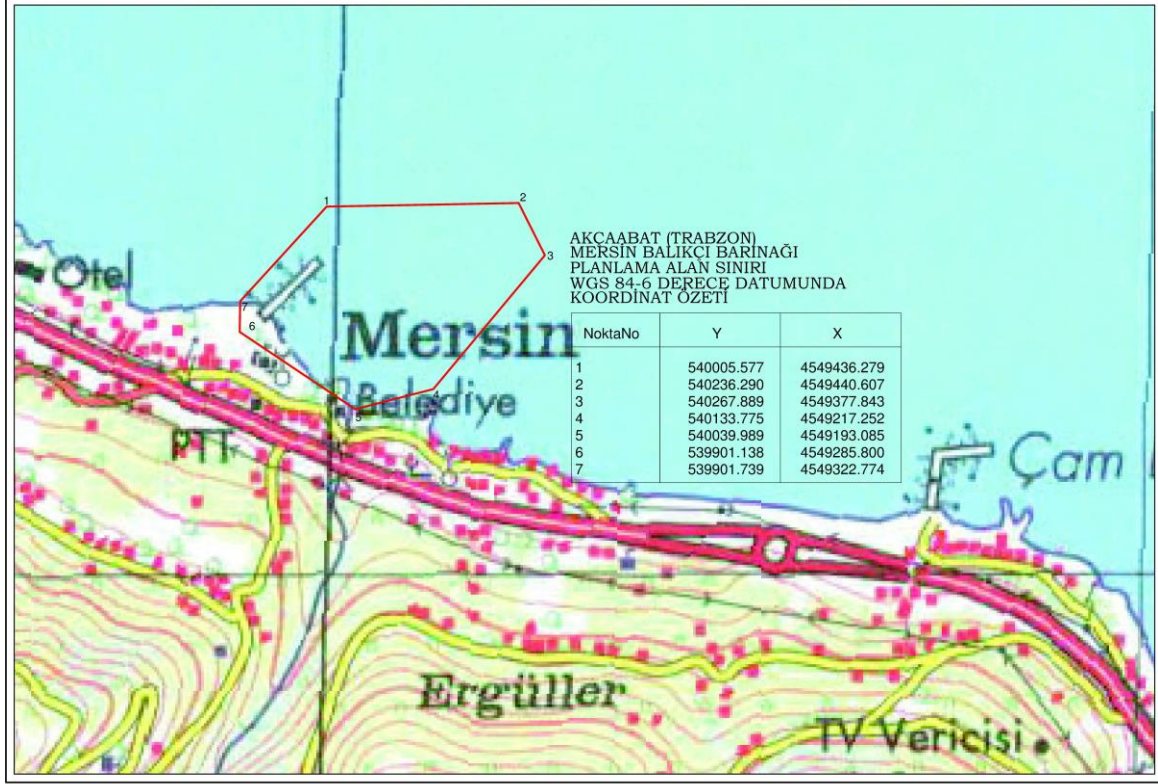 1
2
3
AKÇAABAT (TRABZON)
MERSİN BALIKÇI BARINAĞI
PLANLAMA ALAN SINIRI
WGS 84-6 DERECE DATUMUNDA
KOORDİNAT ÖZETİ
Otel
7
6
Mersin
NoktaNo Y X
1 540005.577 4549436.279
2 540236.290 4549440.607
3 540267.889 4549377.843
4 540133.775 4549217.252
5 540039.989 4549193.085
6 539901.138 4549285.800
7 539901.739 4549322.774
4
5
Belediye
PTT
Çam
Ergüller
TV Vericisi